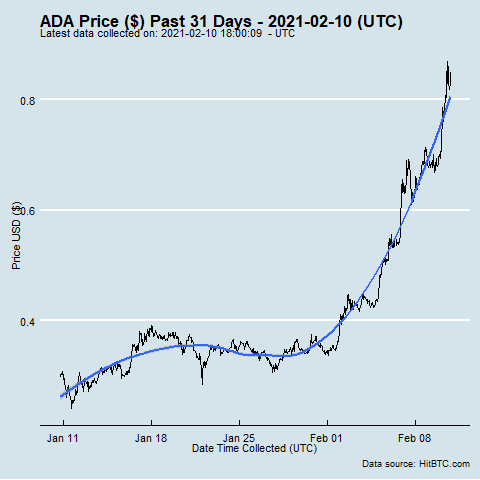 ADA Price ($) Past 31 Days - 2021-02-10 (UTC)
Latest data collected on: 2021-02-10 18:00:09 - UTC
Price USD ($)
0.8
0.6
0.4
Jan 11 Jan 18 Jan 25 Feb 01 Feb 08
Date Time Collected (UTC)
Data source: HitBTC.com